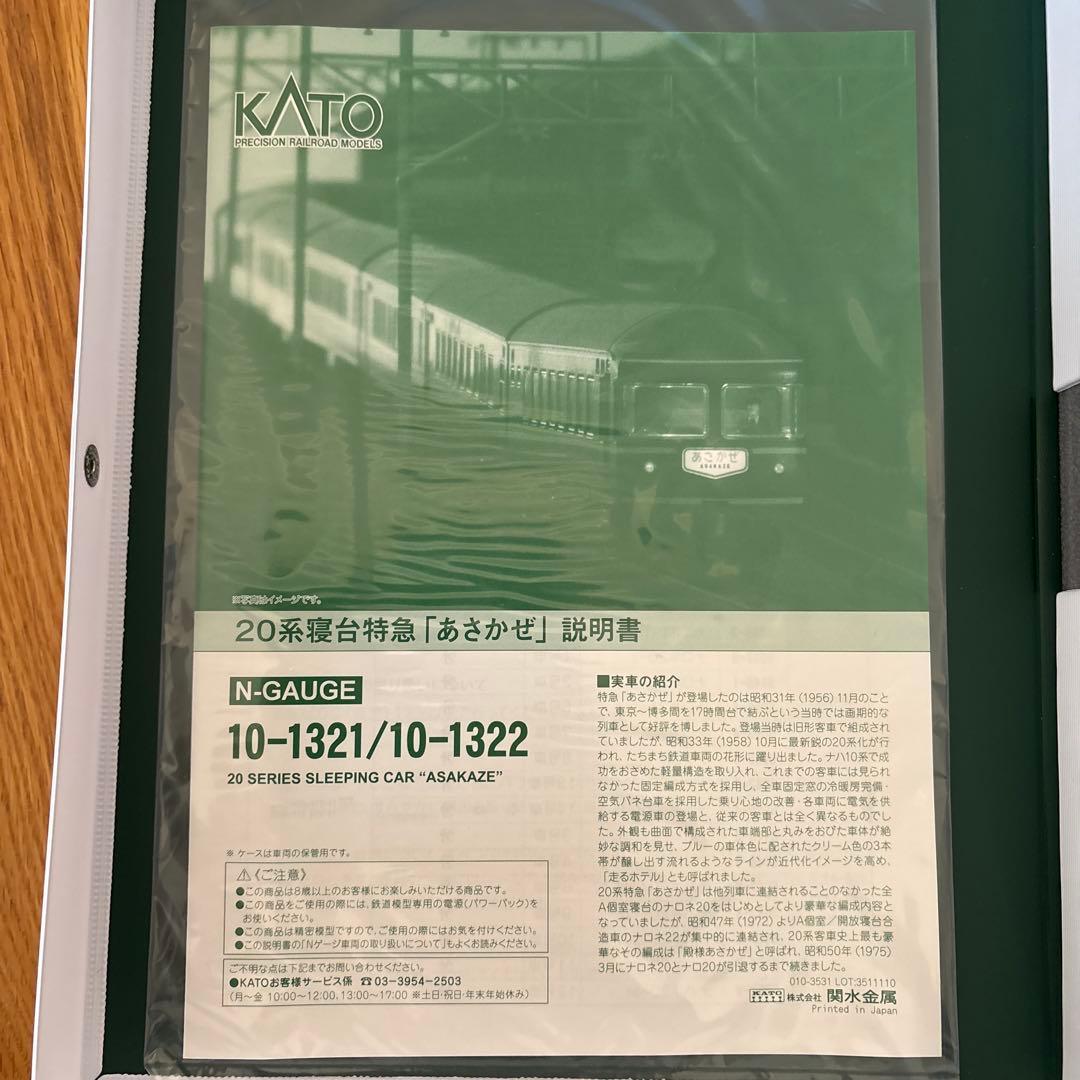 KATO
PRECISION RAILROAD MODELS
あさかぜ
ASAKAZE
※写真はイメージです。
20系寝台特急「あさかぜ」説明書
N-GAUGE
10-1321/10-1322
20 SERIES SLEEPING CAR “ASAKAZE”
※ ケースは車両の保管用です。
⚠《ご注意》
●この商品は8歳以上のお客様にお楽しみいただける商品です。
●この商品をご使用の際には、鉄道模型専用の電源(パワーパック)を
お使いください。
●この商品は精密模型ですので、ご使用の際にはお気を付けください。
●この説明書の「Nゲージ車両の取り扱いについて」もよくお読みください。
ご不明な点は下記までお問い合わせください。
●KATOお客様サービス係 ☎03-3954-2503
(月〜金 10:00〜12:00, 13:00〜17:00 ※土日・祝日・年末年始休み)
■実車の紹介
特急「あさかぜ」が登場したのは昭和31年(1956)11月のこと
で、東京〜博多間を17時間台で結ぶという当時では画期的な
列車として好評を博しました。登場当時は旧形客車で組成され
ていましたが、昭和33年(1958)10月に最新鋭の20系化が行
われ、たちまち鉄道車両の花形に躍り出ました。ナハ10系で成
功をおさめた軽量構造を取り入れ、これまでの客車には見られ
なかった固定編成方式を採用し、全車固定窓の冷暖房完備・
空気バネ台車を採用した乗り心地の改善・各車両に電気を供
給する電源車の登場と、従来の客車とは全く異なるものでし
た。外観も曲面で構成された車端部と丸みをおびた車体が絶
妙な調和を見せ、ブルーの車体色に配されたクリーム色の3本
帯が醸し出す流れるようなラインが近代化イメージを高め、
「走るホテル」とも呼ばれました。
20系特急「あさかぜ」は他列車に連結されることのなかった全
A個室寝台のナロネ20をはじめとしてより豪華な編成内容と
なっていましたが、昭和47年(1972)よりA個室/開放寝台合
造車のナロネ22が集中的に連結され、20系客車史上最も豪
華なその編成は「殿様あさかぜ」と呼ばれ、昭和50年(1975)
3月にナロネ20とナロ20が引退するまで続きました。
010-3531 LOT:3511110
KATO 株式会社 関水金属
Printed in Japan